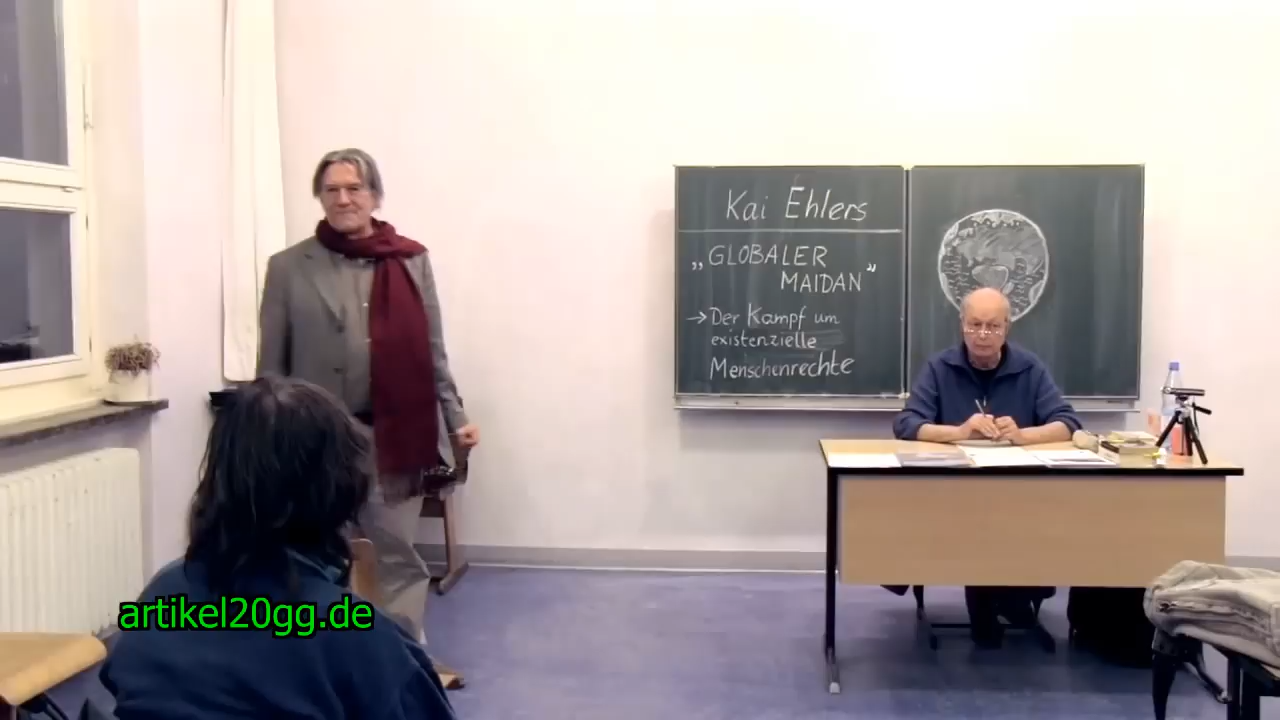 Kai Ehlers
„GLOBALER
MAIDAN”
→ Der Kampf um
existenzielle
Menschenrechte
artikel20gg.de